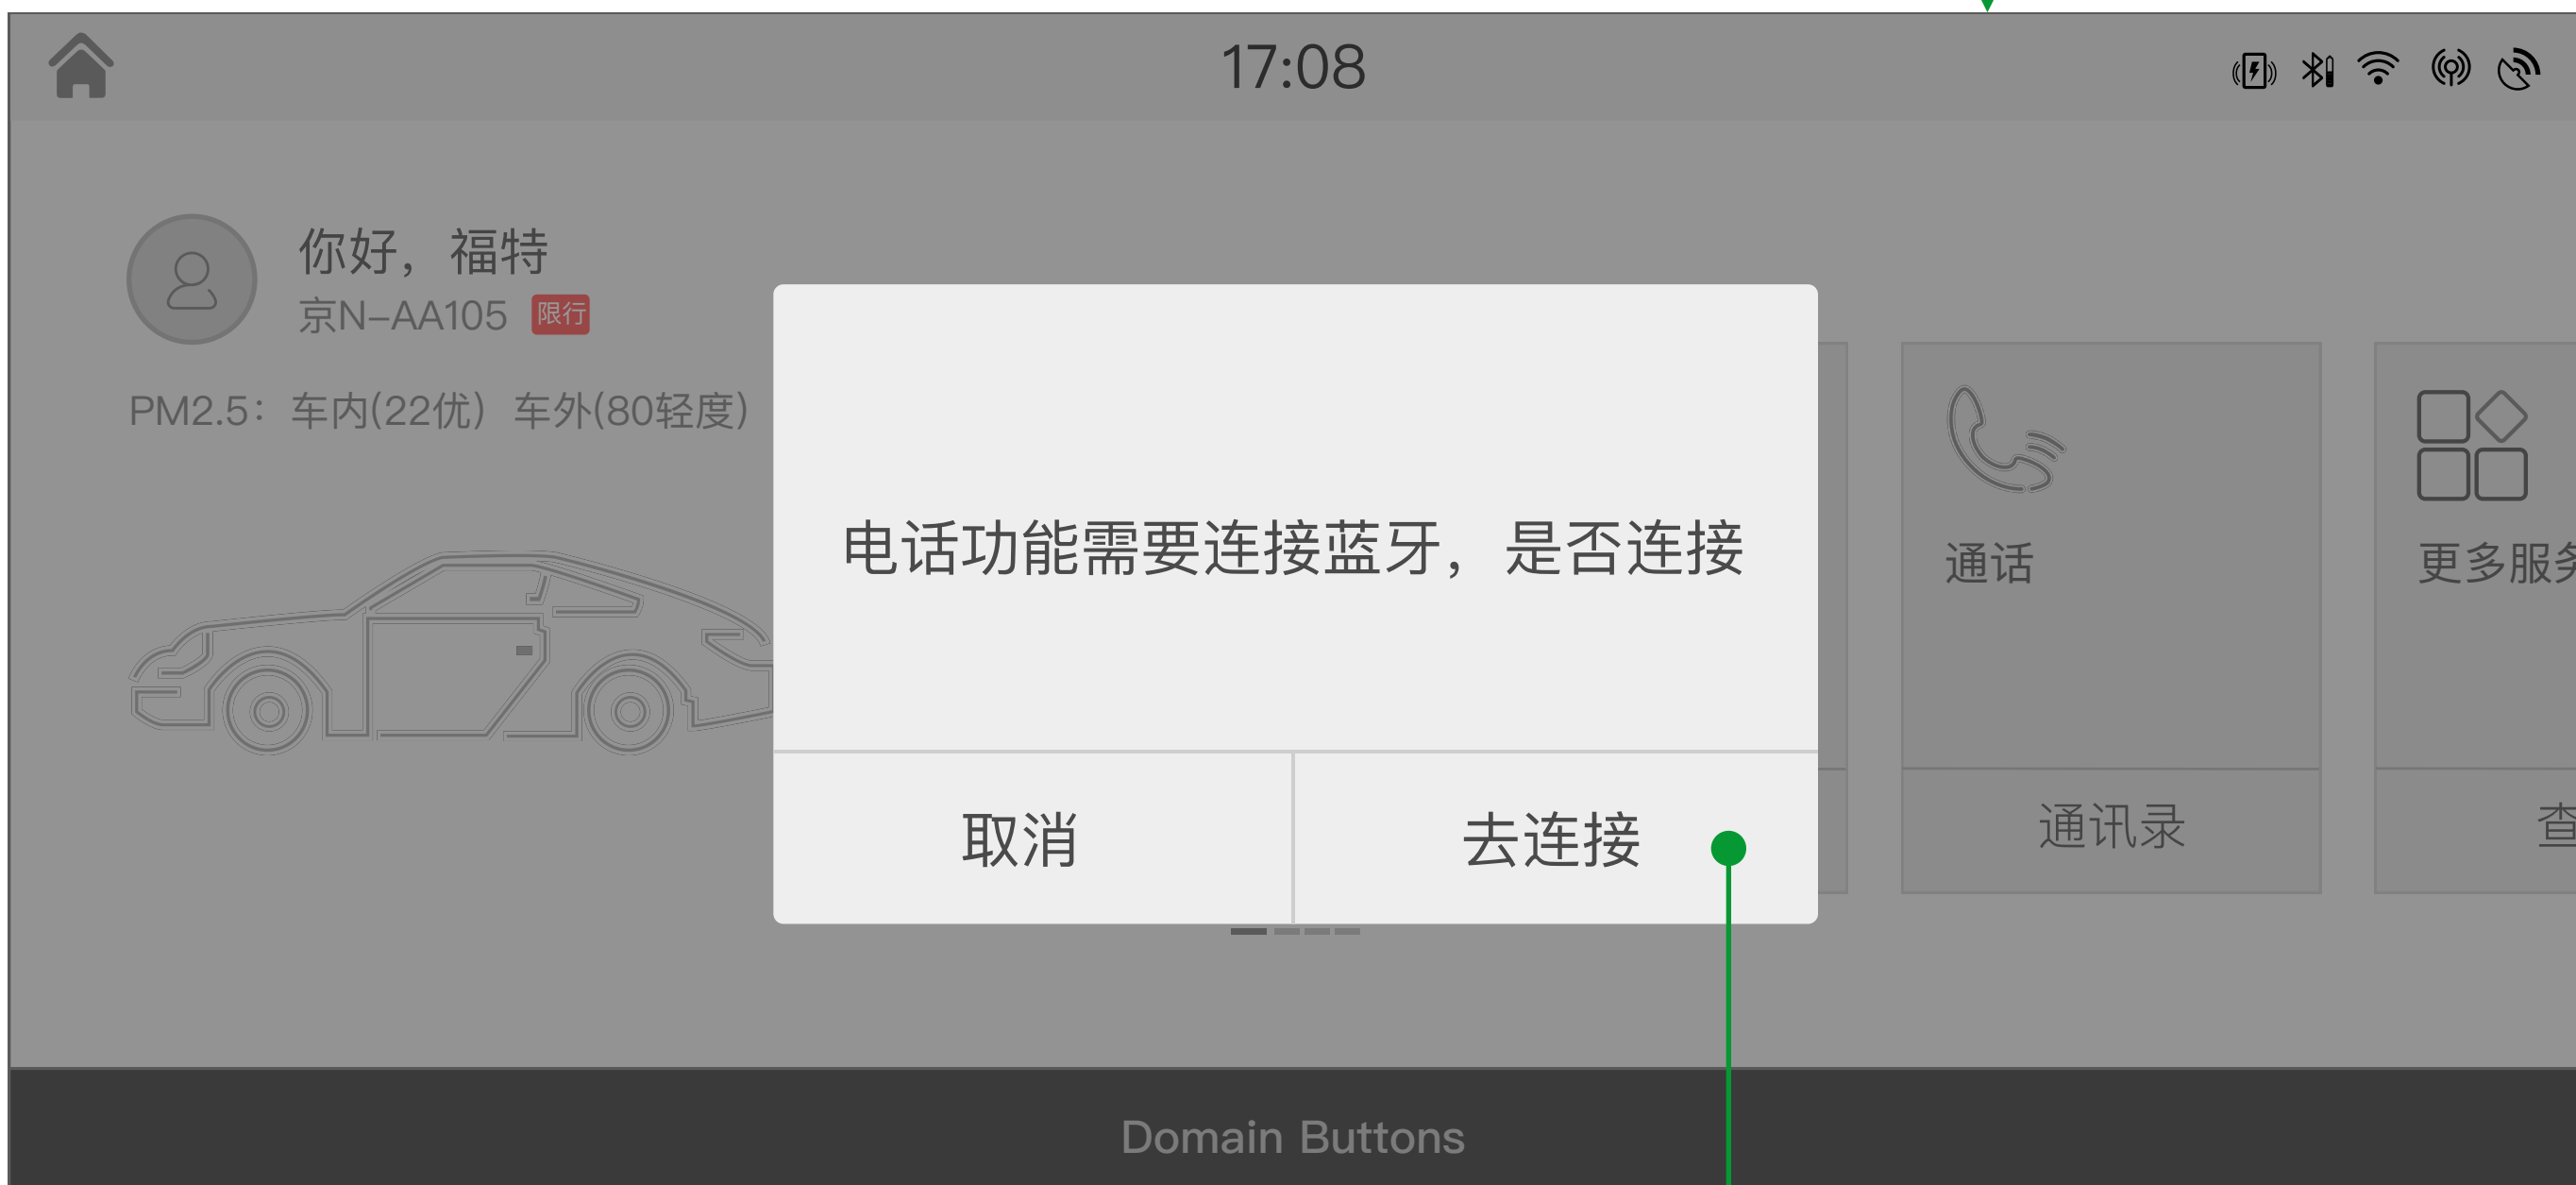 17:08
你好，福特
京N-AA105 限行
PM2.5：车内(22优) 车外(80轻度)
电话功能需要连接蓝牙，是否连接
通话
更多服务
取消
去连接
通讯录
查
Domain Buttons